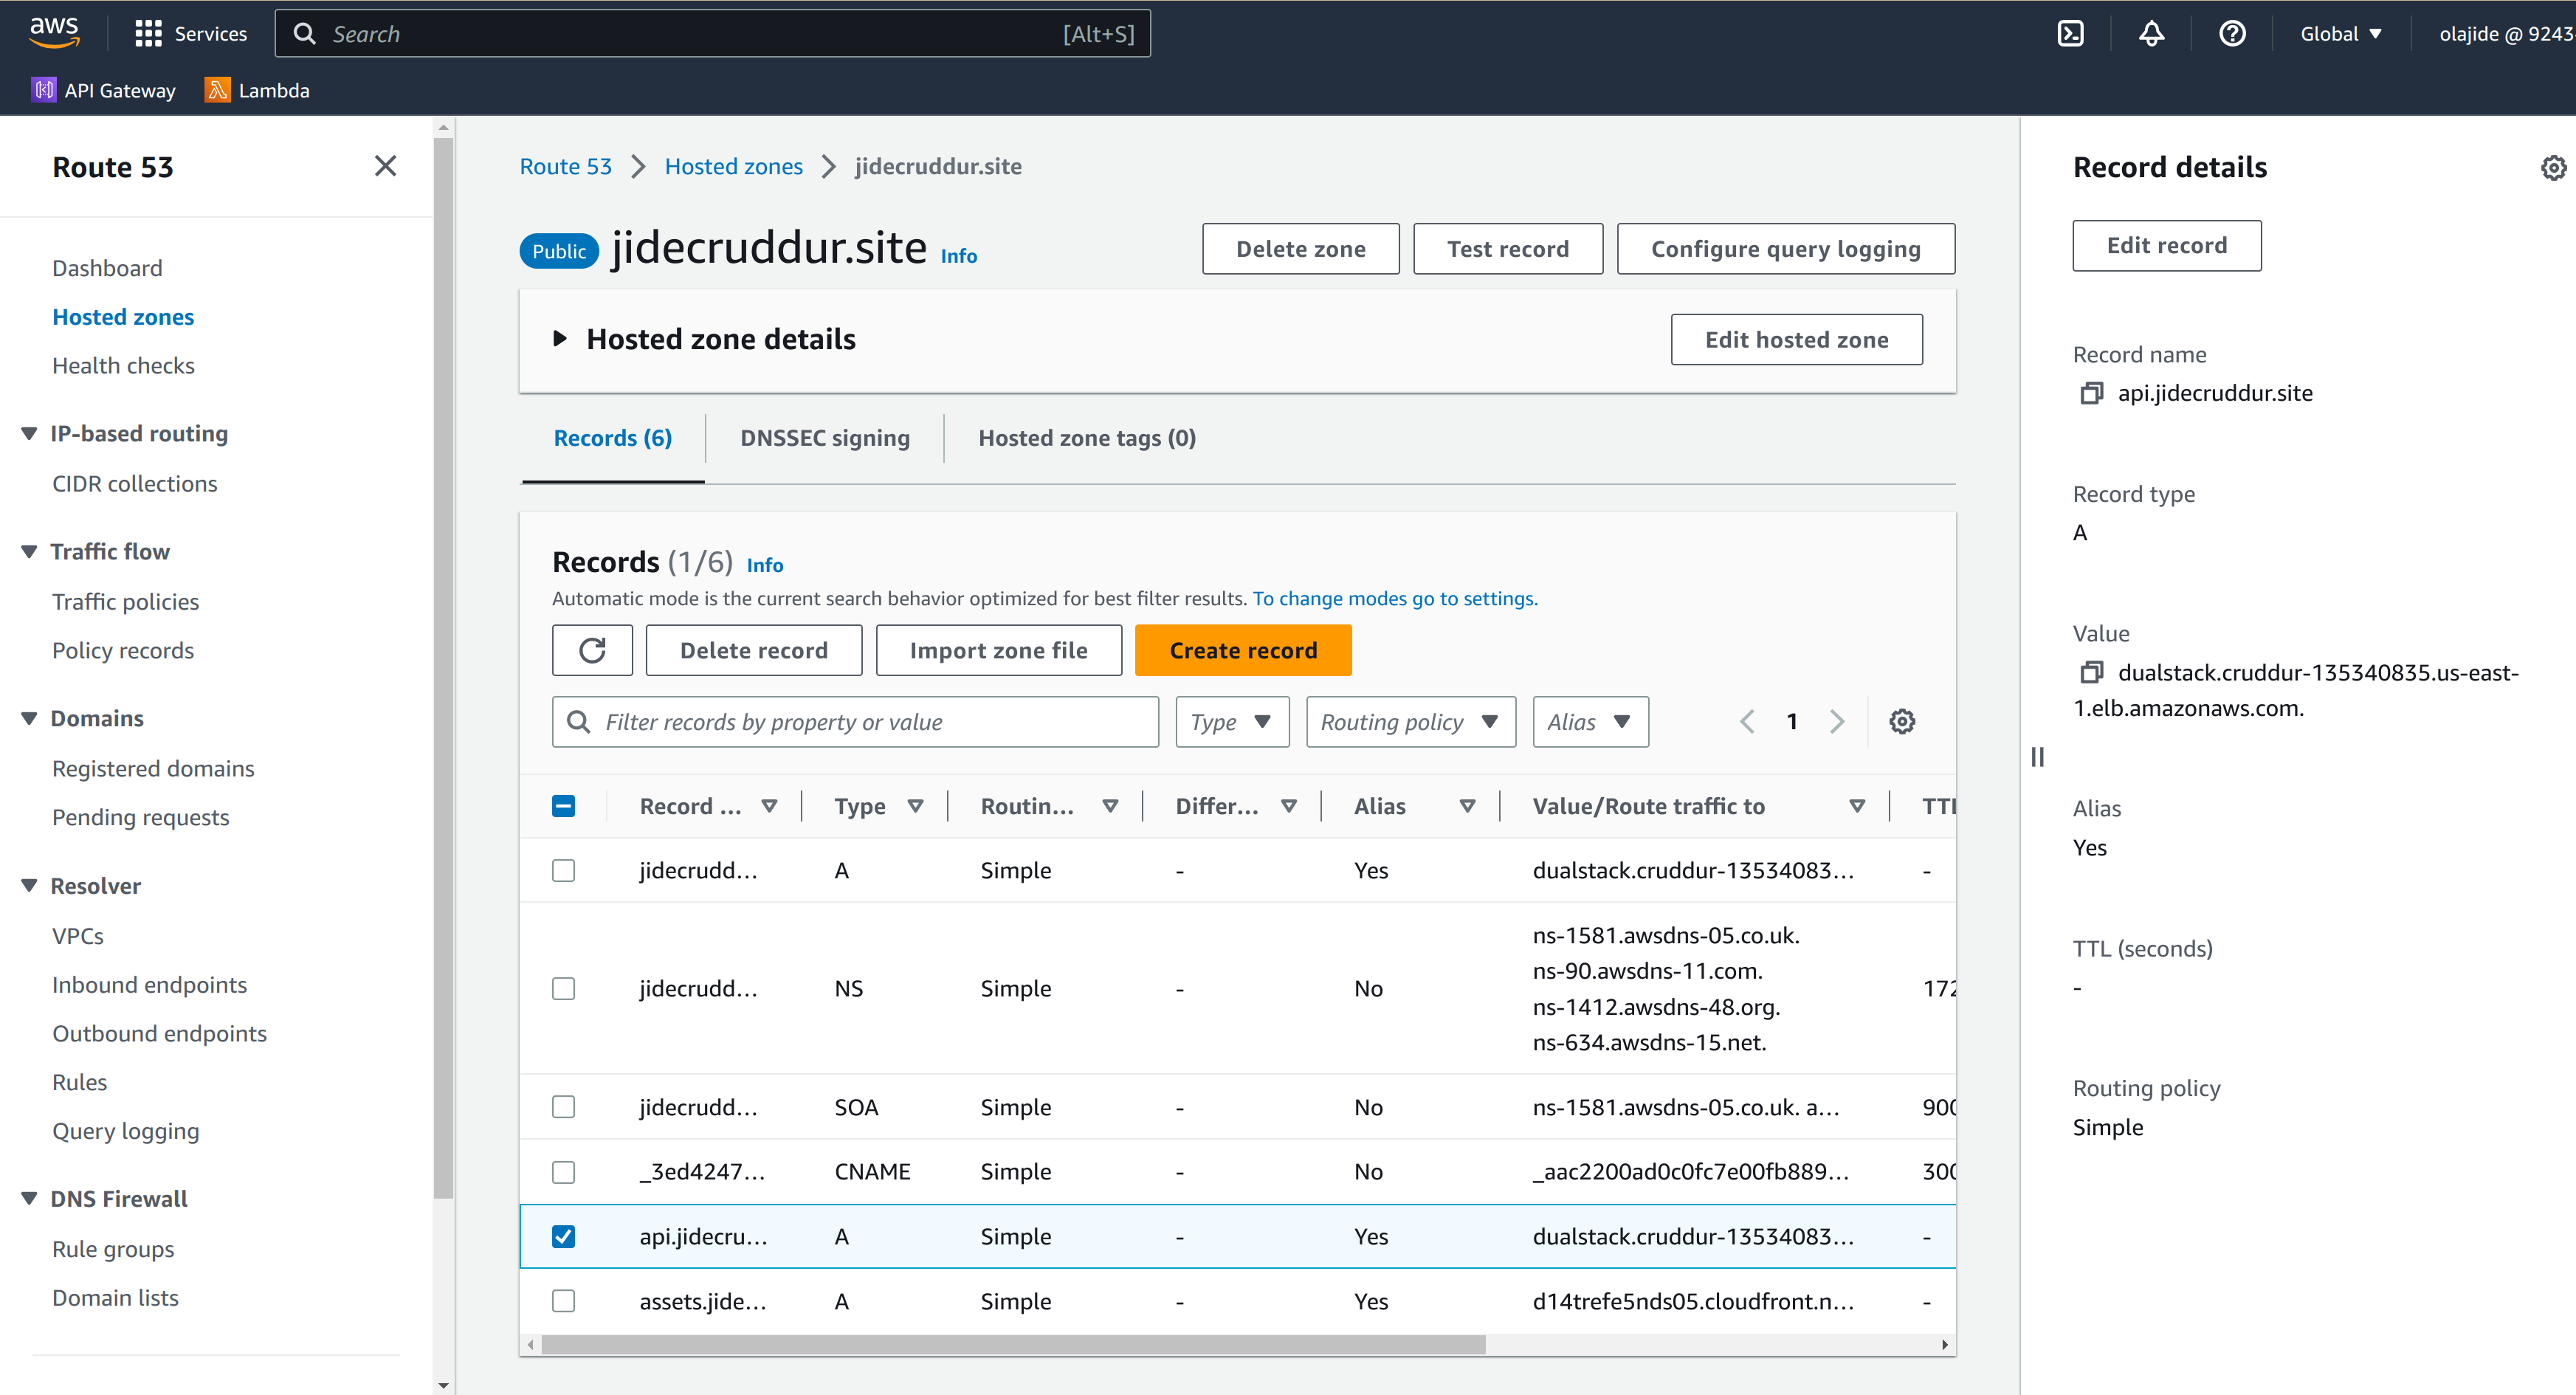 aws
Services
Search
[Alt+S]
Global
olajide @ 9243
API Gateway
Lambda
Route 53
Dashboard
Hosted zones
Health checks
IP-based routing
CIDR collections
Traffic flow
Traffic policies
Policy records
Domains
Registered domains
Pending requests
Resolver
VPCs
Inbound endpoints
Outbound endpoints
Rules
Query logging
DNS Firewall
Rule groups
Domain lists
Route 53 > Hosted zones > jidecruddur.site
Public jidecruddur.site Info
Delete zone
Test record
Configure query logging
Hosted zone details
Edit hosted zone
Records (6)
DNSSEC signing
Hosted zone tags (0)
Records (1/6) Info
Automatic mode is the current search behavior optimized for best filter results. To change modes go to settings.
Delete record
Import zone file
Create record
Filter records by property or value
Type
Routing policy
Alias
1
Record ... Type Routin... Differ... Alias Value/Route traffic to TTL
jidecrudd... A Simple - Yes dualstack.cruddur-13534083... -
jidecrudd... NS Simple - No ns-1581.awsdns-05.co.uk.
ns-90.awsdns-11.com.
ns-1412.awsdns-48.org.
ns-634.awsdns-15.net.
172
jidecrudd... SOA Simple - No ns-1581.awsdns-05.co.uk. a... 900
_3ed4247... CNAME Simple - No _aac2200ad0c0fc7e00fb889... 300
api.jidecru... A Simple - Yes dualstack.cruddur-13534083... -
assets.jide... A Simple - Yes d14trefe5nds05.cloudfront.n... -
Record details
Edit record
Record name
api.jidecruddur.site
Record type
A
Value
dualstack.cruddur-135340835.us-east-
1.elb.amazonaws.com.
Alias
Yes
TTL (seconds)
-
Routing policy
Simple